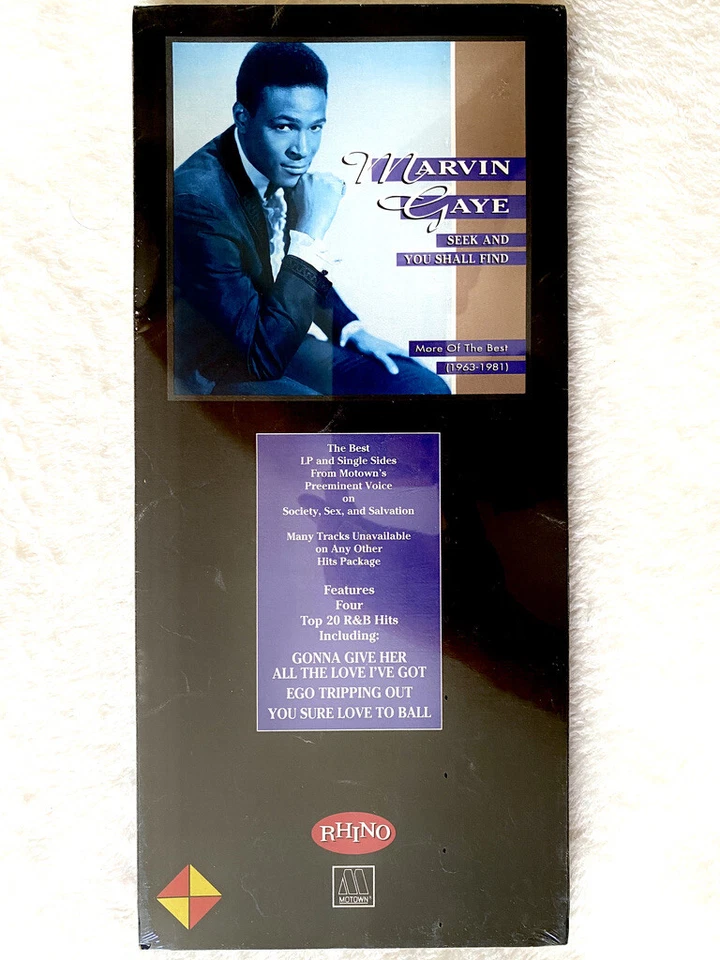 MARVIN
GAYE
SEEK AND
YOU SHALL FIND
More Of The Best
(1963-1981)
The Best
LP and Single Sides
From Motown's
Preeminent Voice
on
Society, Sex, and Salvation
Many Tracks Unavailable
on Any Other
Hits Package
Features
Four
Top 20 R&B Hits
Including:
GONNA GIVE HER
ALL THE LOVE I'VE GOT
EGO TRIPPING OUT
YOU SURE LOVE TO BALL
RHINO
MOTOWN